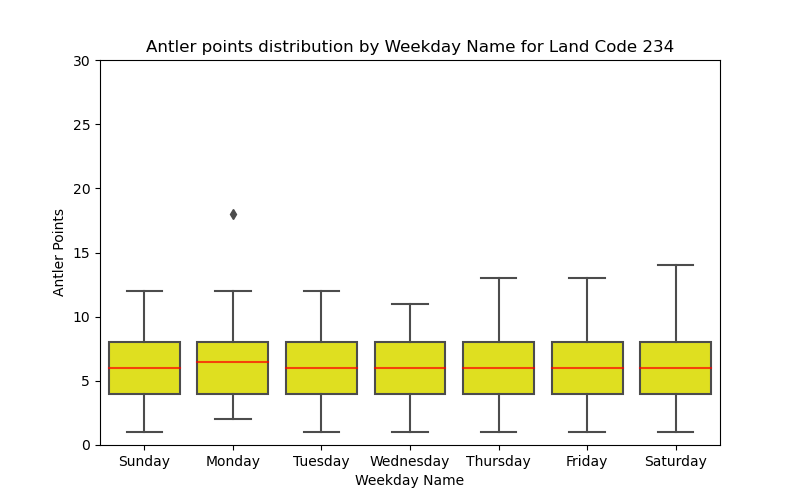 Antler points distribution by Weekday Name for Land Code 234
30
25
20
15
10
5
0
Antler Points
Sunday Monday Tuesday Wednesday Thursday Friday Saturday
Weekday Name